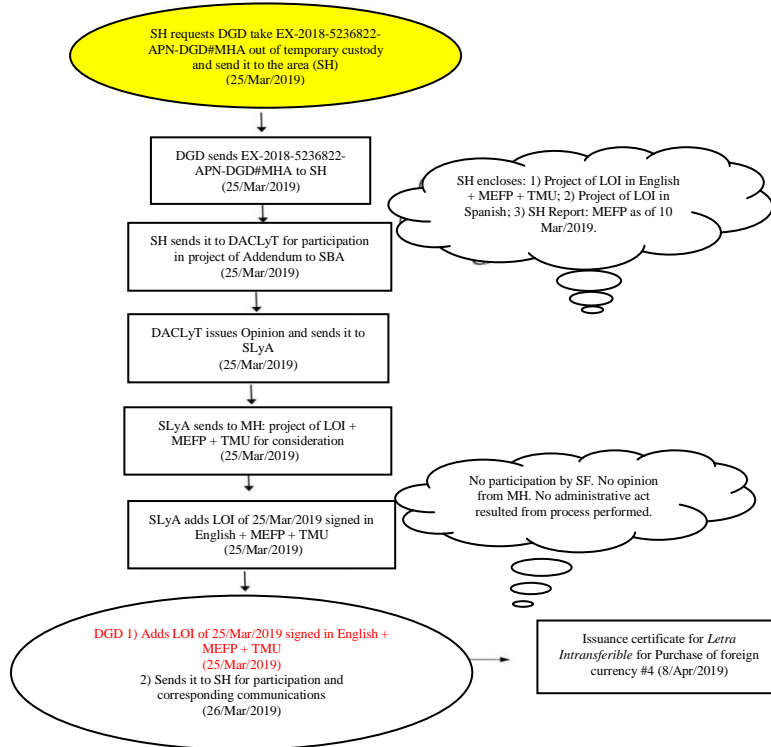 SH requests DGD take EX-2018-5236822-
APN-DGD#MHA out of temporary custody
and send it to the area (SH)
(25/Mar/2019)
DGD sends EX-2018-5236822-
APN-DGD#MHA to SH
(25/Mar/2019)
SH encloses: 1) Project of LOI in English
+ MEFP + TMU; 2) Project of LOI in
Spanish; 3) SH Report: MEFP as of 10
Mar/2019.
SH sends it to DACLyT for participation
in project of Addendum to SBA
(25/Mar/2019)
DACLyT issues Opinion and sends it to
SLyA
(25/Mar/2019)
SLyA sends to MH: project of LOI +
MEFP + TMU for consideration
(25/Mar/2019)
No participation by SF. No opinion
from MH. No administrative act
resulted from process performed.
SLyA adds LOI of 25/Mar/2019 signed in
English + MEFP + TMU
(25/Mar/2019)
DGD 1) Adds LOI of 25/Mar/2019 signed in English +
MEFP + TMU
(25/Mar/2019)
2) Sends it to SH for participation and
corresponding communications
(26/Mar/2019)
Issuance certificate for Letra
Intransferible for Purchase of foreign
currency #4 (8/Apr/2019)